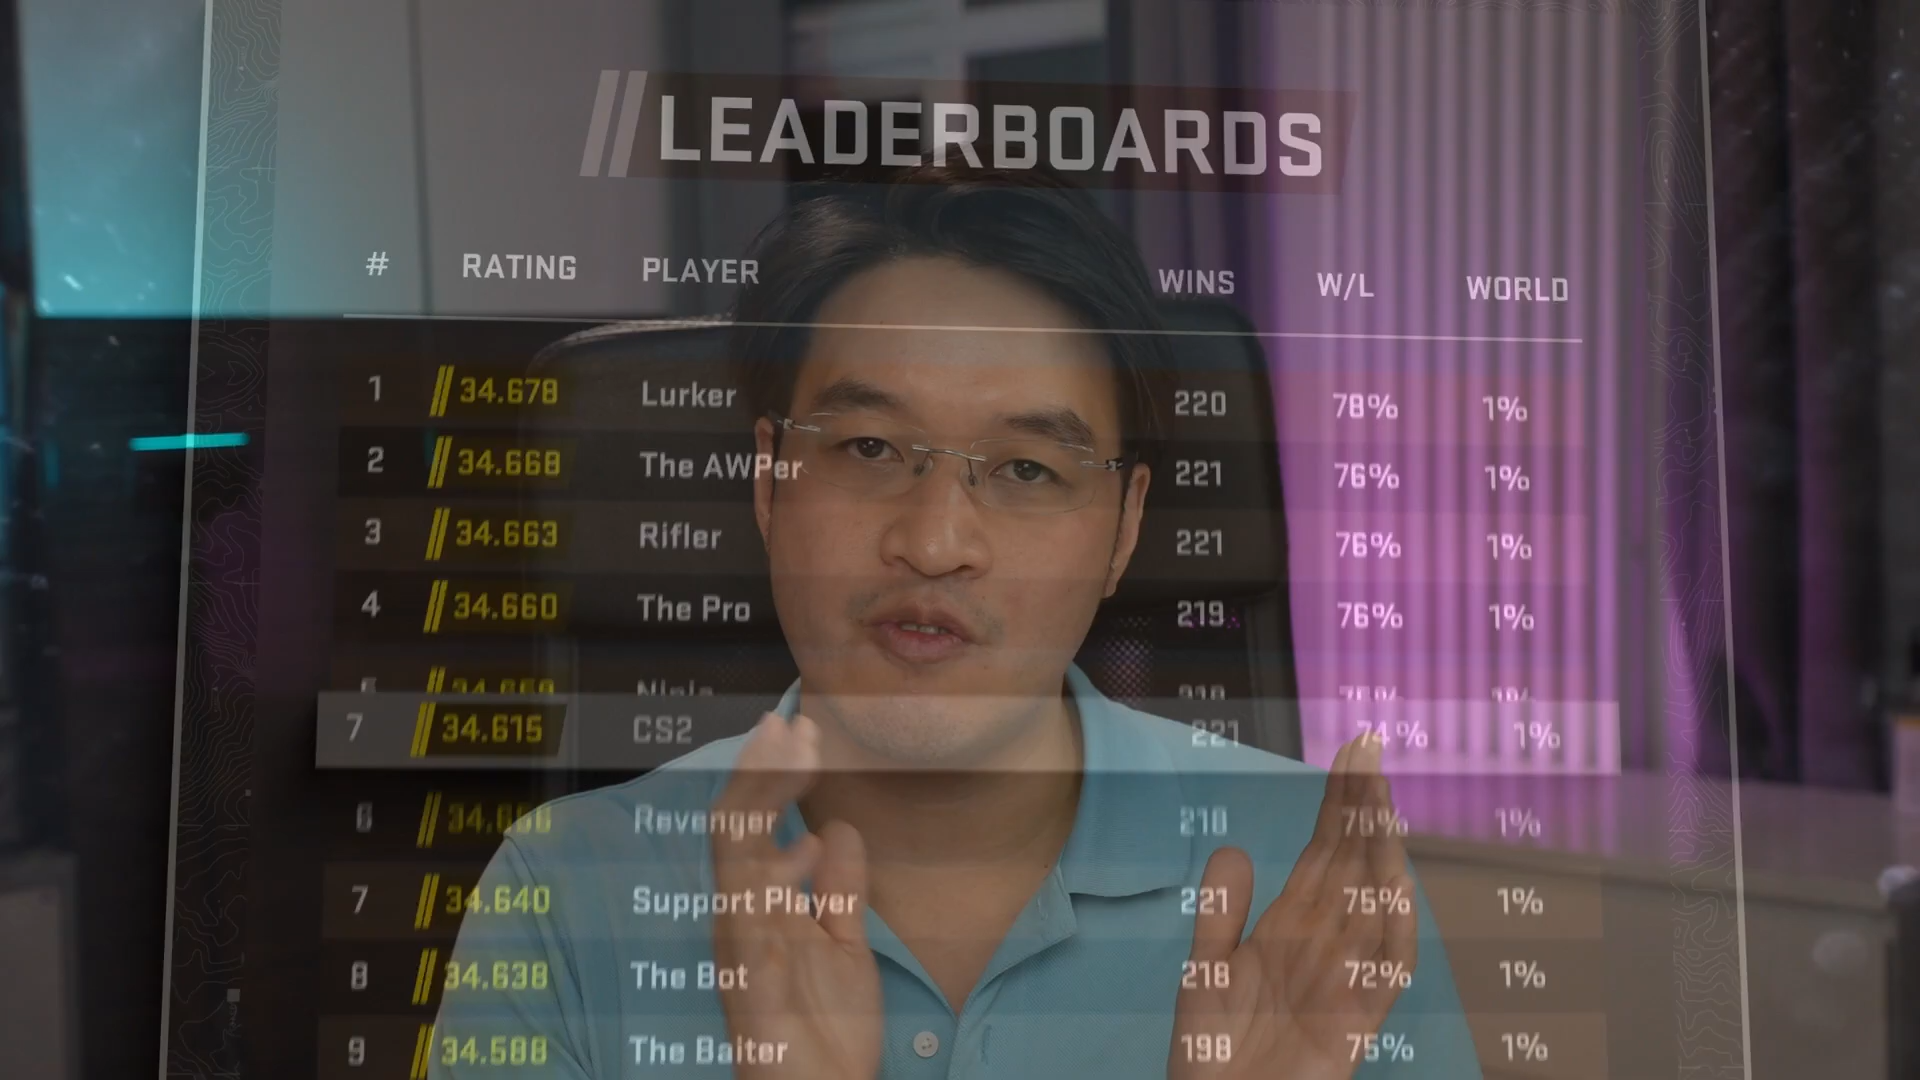 LEADERBOARDS
# RATING PLAYER WINS W/L WORLD
1 34.678 Lurker 220 78% 1%
2 34.668 The AWPer 221 76% 1%
3 34.663 Rifler 221 76% 1%
4 34.660 The Pro 219 76% 1%
5 Ninja
7 34.615 CS2 221 74% 1%
6 Revenger 218 75% 1%
7 34.640 Support Player 221 75% 1%
8 34.638 The Bot 218 72% 1%
9 34.588 The Baiter 198 75% 1%